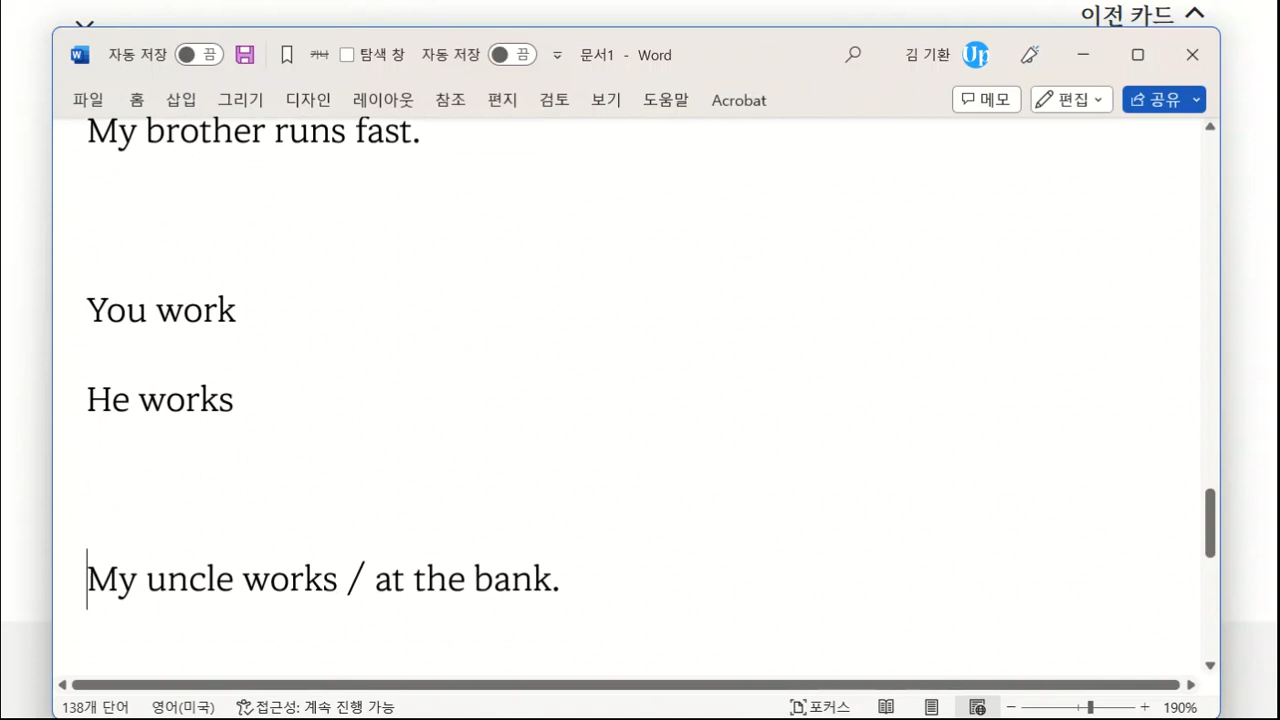 이전 카드
자동 저장 끔 가나 탐색 창 자동 저장 끔 문서1 - Word 김 기환 Up
파일 홈 삽입 그리기 디자인 레이아웃 참조 편지 검토 보기 도움말 Acrobat 메모 편집 공유
My brother runs fast.
You work
He works
My uncle works / at the bank.
138개 단어 영어(미국) 접근성: 계속 진행 가능 포커스 190%